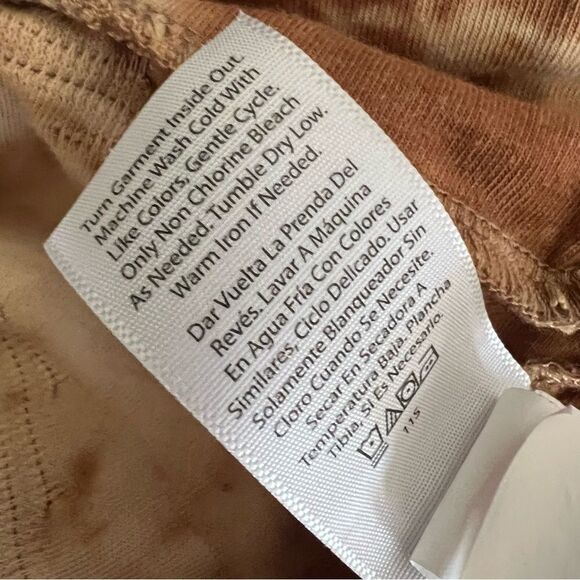 Turn Garment Inside Out
Machine Wash Cold With
Like Colors, Gentle Cycle.
Only Non Chlorine Bleach
As Needed. Tumble Dry Low.
Warm Iron If Needed.
Dar Vuelta La Prenda Del
Revés. Lavar A Máquina
En Agua Fría Con Colores
Similares, Ciclo Delicado. Usar
Solamente Blanqueador Sin
Cloro Cuando Se Necesite.
Secar En Secadora A
Temperatura Baja. Plancha
Tibia, Si Es Necesario.
115